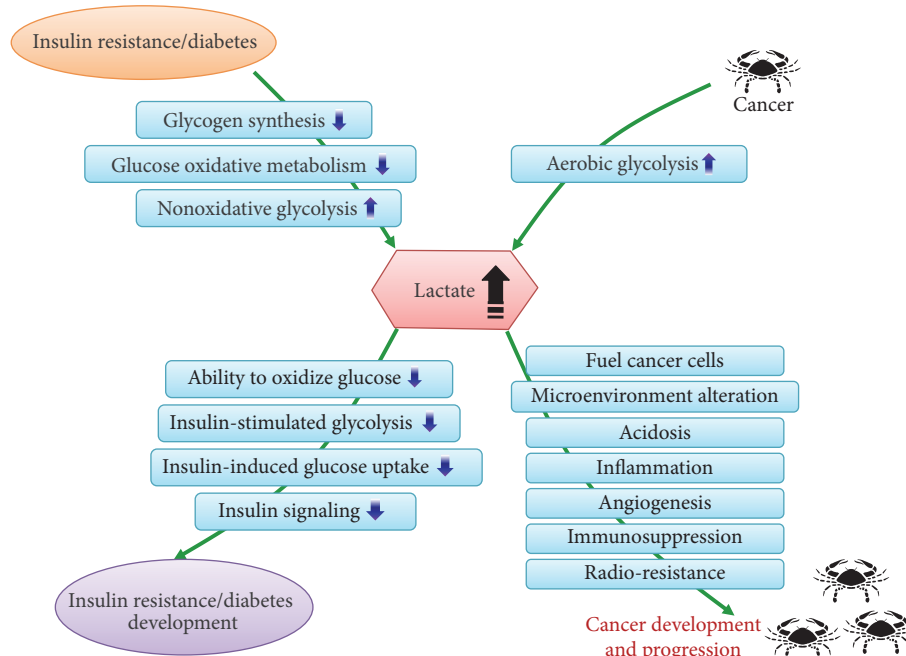 Insulin resistance/diabetes
Cancer
Glycogen synthesis
Glucose oxidative metabolism
Nonoxidative glycolysis
Aerobic glycolysis
Lactate
Ability to oxidize glucose
Insulin-stimulated glycolysis
Insulin-induced glucose uptake
Insulin signaling
Insulin resistance/diabetes
development
Fuel cancer cells
Microenvironment alteration
Acidosis
Inflammation
Angiogenesis
Immunosuppression
Radio-resistance
Cancer development
and progression